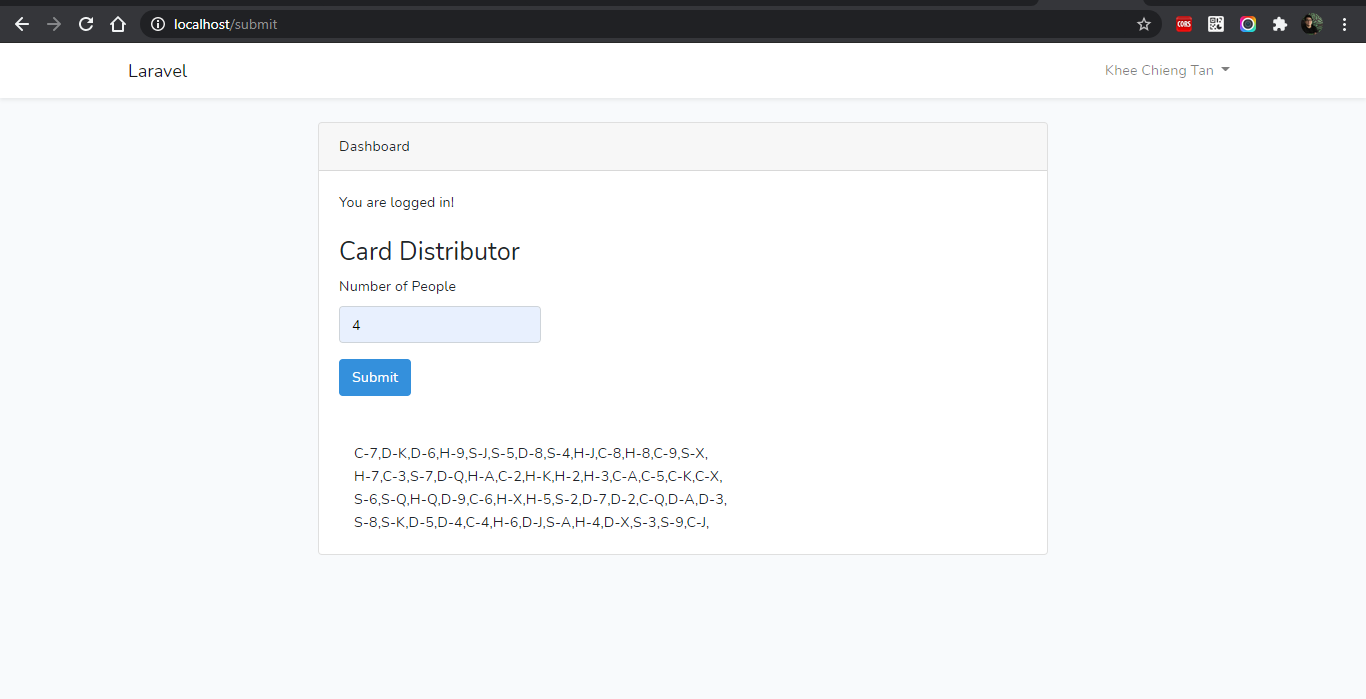 localhost/submit
CORS
Laravel
Khee Chieng Tan
Dashboard
You are logged in!
Card Distributor
Number of People
4
Submit
C-7,D-K,D-6,H-9,S-J,S-5,D-8,S-4,H-J,C-8,H-8,C-9,S-X,
H-7,C-3,S-7,D-Q,H-A,C-2,H-K,H-2,H-3,C-A,C-5,C-K,C-X,
S-6,S-Q,H-Q,D-9,C-6,H-X,H-5,S-2,D-7,D-2,C-Q,D-A,D-3,
S-8,S-K,D-5,D-4,C-4,H-6,D-J,S-A,H-4,D-X,S-3,S-9,C-J,